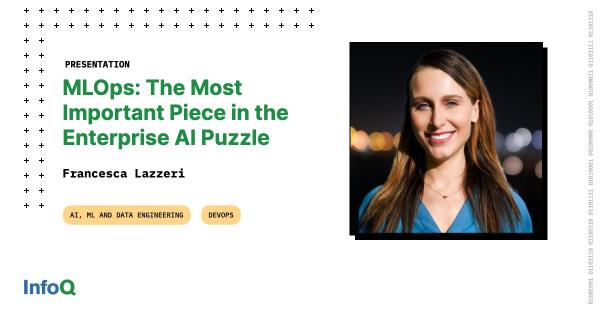 PRESENTATION
MLOps: The Most
Important Piece in the
Enterprise AI Puzzle
Francesca Lazzeri
AI, ML AND DATA ENGINEERING
DEVOPS
InfoQ